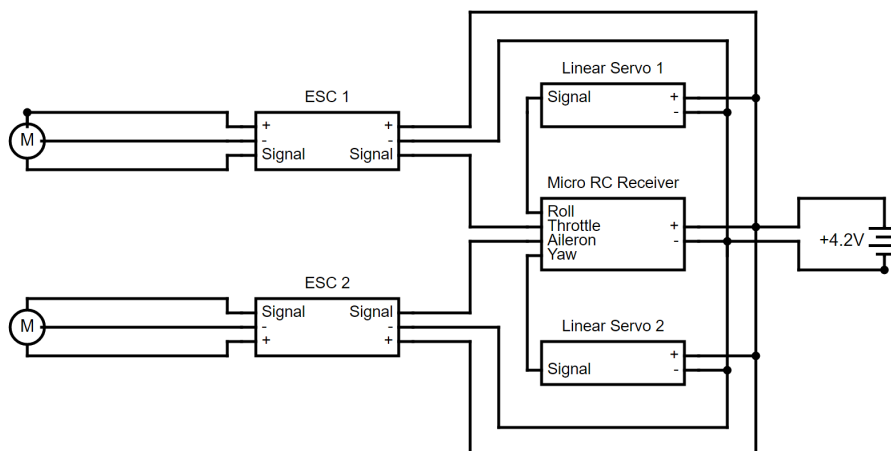 ESC 1
M
+
-
Signal
+
-
Signal
Linear Servo 1
Signal
+
-
Micro RC Receiver
Roll
Throttle
Aileron
Yaw
+
-
+4.2V
ESC 2
M
Signal
-
+
Signal
-
+
Linear Servo 2
Signal
+
-